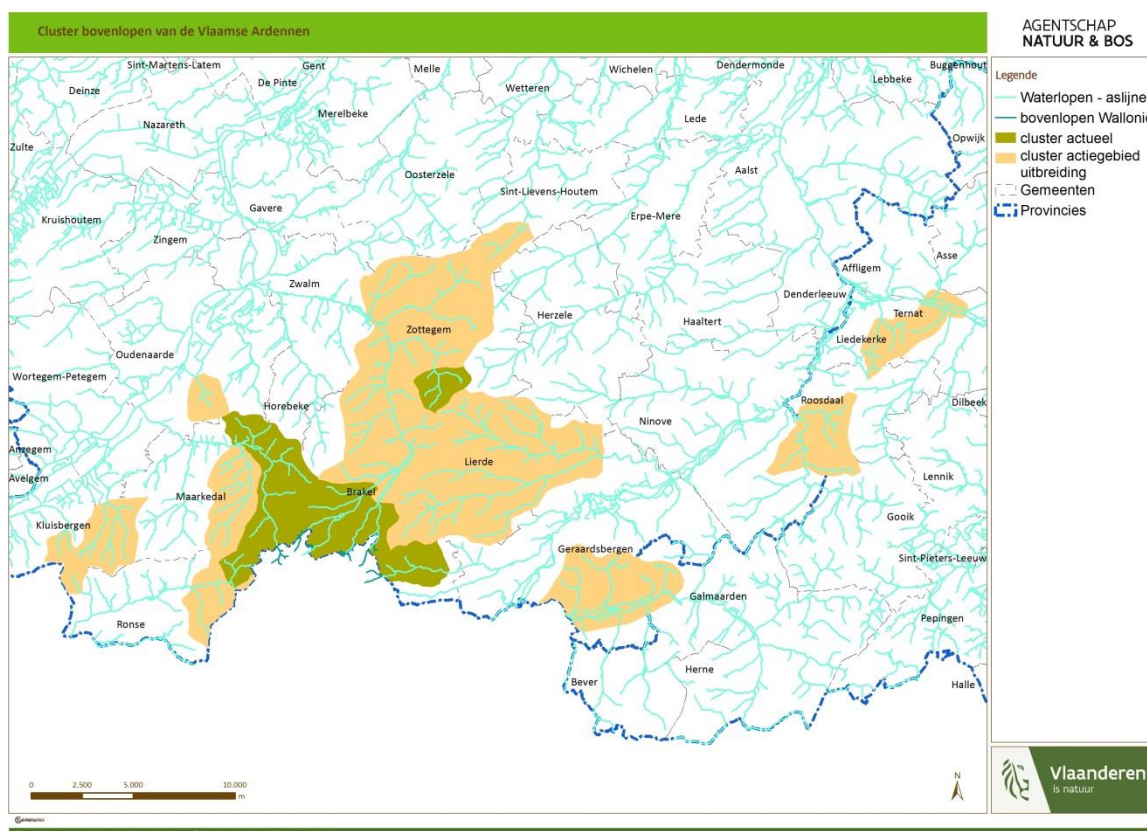 Cluster bovenlopen van de Vlaamse Ardennen
AGENTSCHAP
NATUUR & BOS
Legende
Waterlopen - aslijne
bovenlopen Walloni
cluster actueel
cluster actiegebied
uitbreiding
Gemeenten
Provincies
Sint-Martens-Latem
Gent
Melle
Wichelen
Dendermonde
Buggenhout
Deinze
De Pinte
Wetteren
Lebbeke
Nazareth
Merelbeke
Lede
Opwijk
Zulte
Oosterzele
Aalst
Sint-Lievens-Houtem
Kruishoutem
Gavere
Erpe-Mere
Zingem
Asse
Affligem
Zwalm
Denderleeuw
Herzele
Haaltert
Ternat
Zottegem
Liedekerke
Oudenaarde
Wortegem-Petegem
Horebeke
Roosdaal
Dilbeek
Ninove
Anzegem
Lierde
Avelgem
Lennik
Maarkedal
Brakel
Gooik
Kluisbergen
Geraardsbergen
Sint-Pieters-Leeuw
Galmaarden
Ronse
Pepingen
Herne
Bever
Halle
0 2.500 5.000 10.000
m
N
Vlaanderen
is natuur